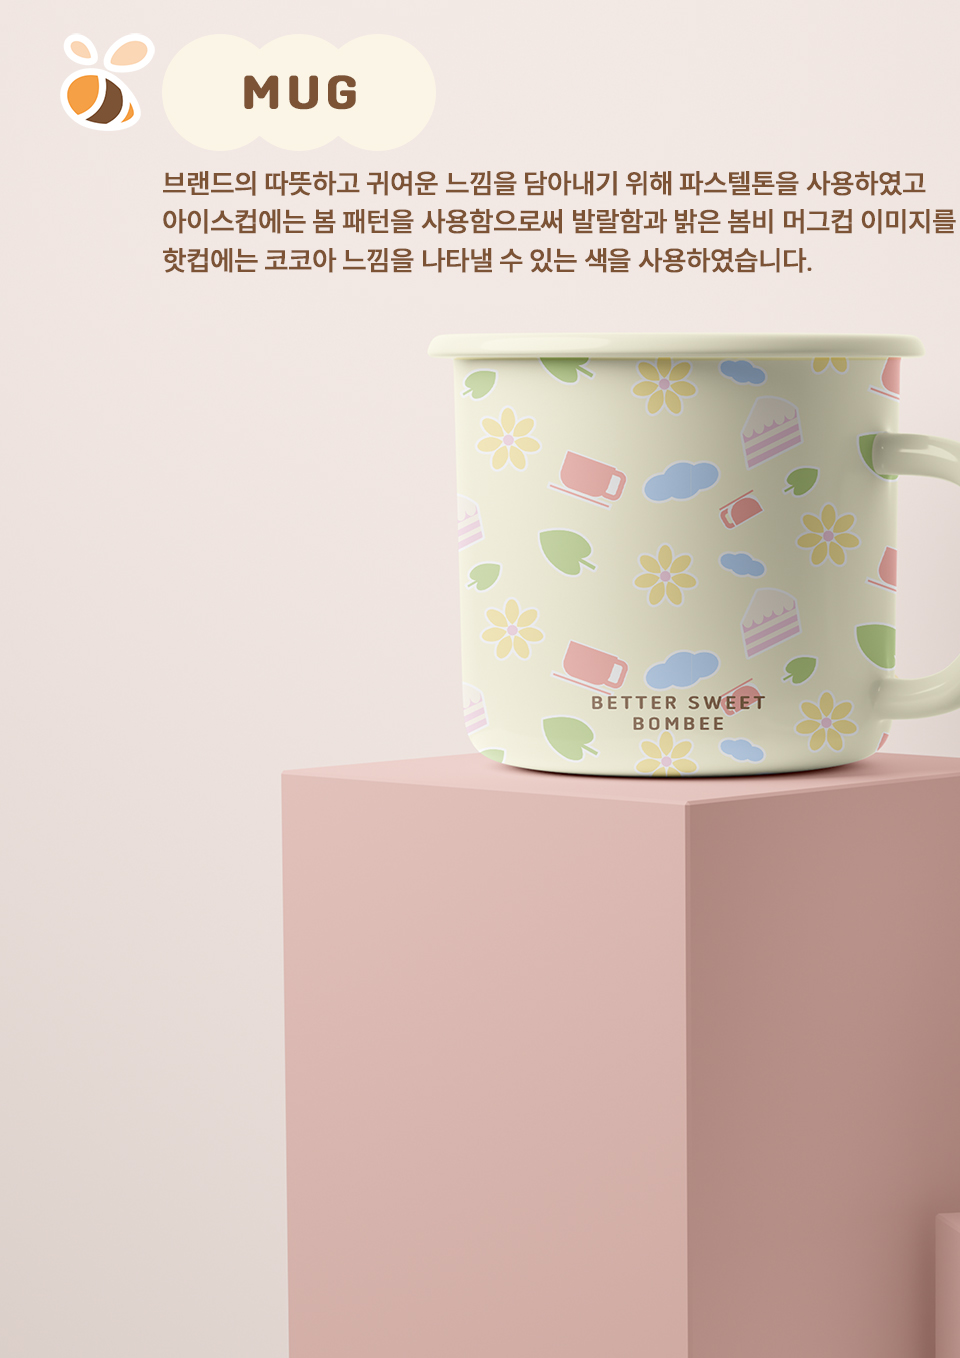 MUG
브랜드의 따뜻하고 귀여운 느낌을 담아내기 위해 파스텔톤을 사용하였고
아이스컵에는 봄 패턴을 사용함으로써 발랄함과 밝은 봄비 머그컵 이미지를
핫컵에는 코코아 느낌을 나타낼 수 있는 색을 사용하였습니다.
BETTER SWEET
BOMBEE